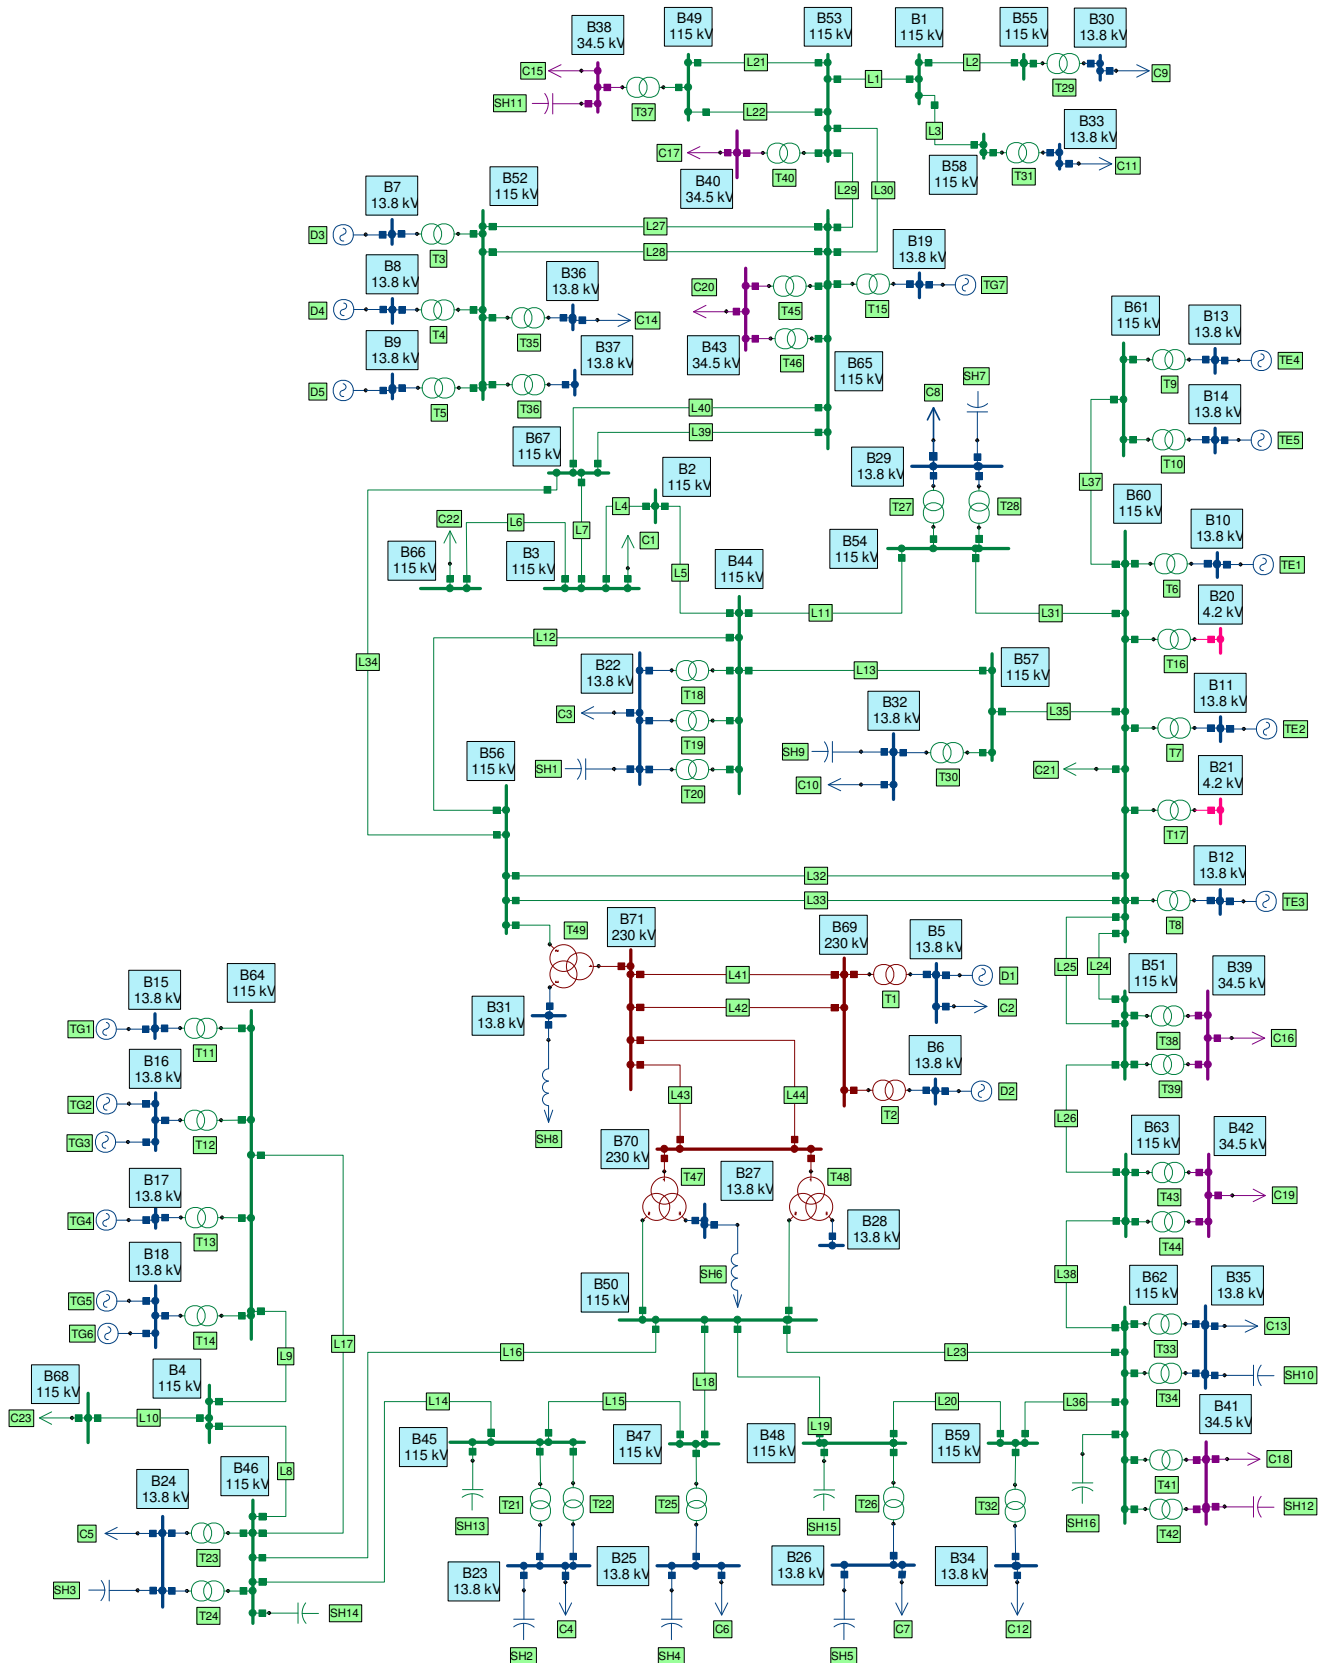 B38
34.5 kV
B49
115 kV
B53
115 kV
B1
115 kV
B55
115 kV
B30
13.8 kV
C15
L21
L1
L2
T29
C9
SH11
T37
L22
L3
B33
13.8 kV
C17
T40
B40
34.5 kV
B58
115 kV
T31
C11
L29
L30
B7
13.8 kV
B52
115 kV
D3
T3
L27
L28
B19
13.8 kV
B8
13.8 kV
B36
13.8 kV
C20
T45
T15
TG7
D4
T4
T35
C14
B9
13.8 kV
B37
13.8 kV
B43
34.5 kV
T46
B65
115 kV
D5
T5
T36
B61
115 kV
B13
13.8 kV
T9
TE4
B14
13.8 kV
T10
TE5
C8
SH7
L40
L39
B67
115 kV
B2
115 kV
B29
13.8 kV
L37
T27
T28
B60
115 kV
C22
L6
L7
L4
C1
B66
115 kV
B3
115 kV
L5
B44
115 kV
B54
115 kV
B10
13.8 kV
T6
TE1
L11
L31
B20
4.2 kV
L12
T16
L34
B22
13.8 kV
T18
L13
B57
115 kV
B11
13.8 kV
C3
T19
B32
13.8 kV
L35
T7
TE2
B56
115 kV
SH1
T20
SH9
T30
C10
C21
B21
4.2 kV
T17
B12
13.8 kV
L32
L33
T8
TE3
T49
B71
230 kV
B69
230 kV
B5
13.8 kV
L25
L24
B51
115 kV
B39
34.5 kV
L41
T1
D1
B15
13.8 kV
B64
115 kV
B31
13.8 kV
L42
C2
TG1
T11
T38
C16
B16
13.8 kV
B6
13.8 kV
T39
TG2
L43
L44
T2
D2
TG3
T12
SH8
L26
B70
230 kV
T47
B27
13.8 kV
T48
B63
115 kV
B42
34.5 kV
B17
13.8 kV
T43
C19
TG4
T13
B28
13.8 kV
T44
B18
13.8 kV
SH6
L38
B50
115 kV
B62
115 kV
B35
13.8 kV
TG5
TG6
T14
T33
C13
L9
L17
L16
L23
T34
SH10
B68
115 kV
B4
115 kV
L18
L14
L15
L20
L36
B41
34.5 kV
C23
L10
L19
B45
115 kV
B47
115 kV
B48
115 kV
B59
115 kV
T41
C18
B24
13.8 kV
B46
115 kV
L8
T21
T22
T25
T26
T32
T42
SH12
C5
T23
SH13
SH15
SH16
B23
13.8 kV
B25
13.8 kV
B26
13.8 kV
B34
13.8 kV
SH3
T24
SH14
SH2
C4
SH4
C6
SH5
C7
C12